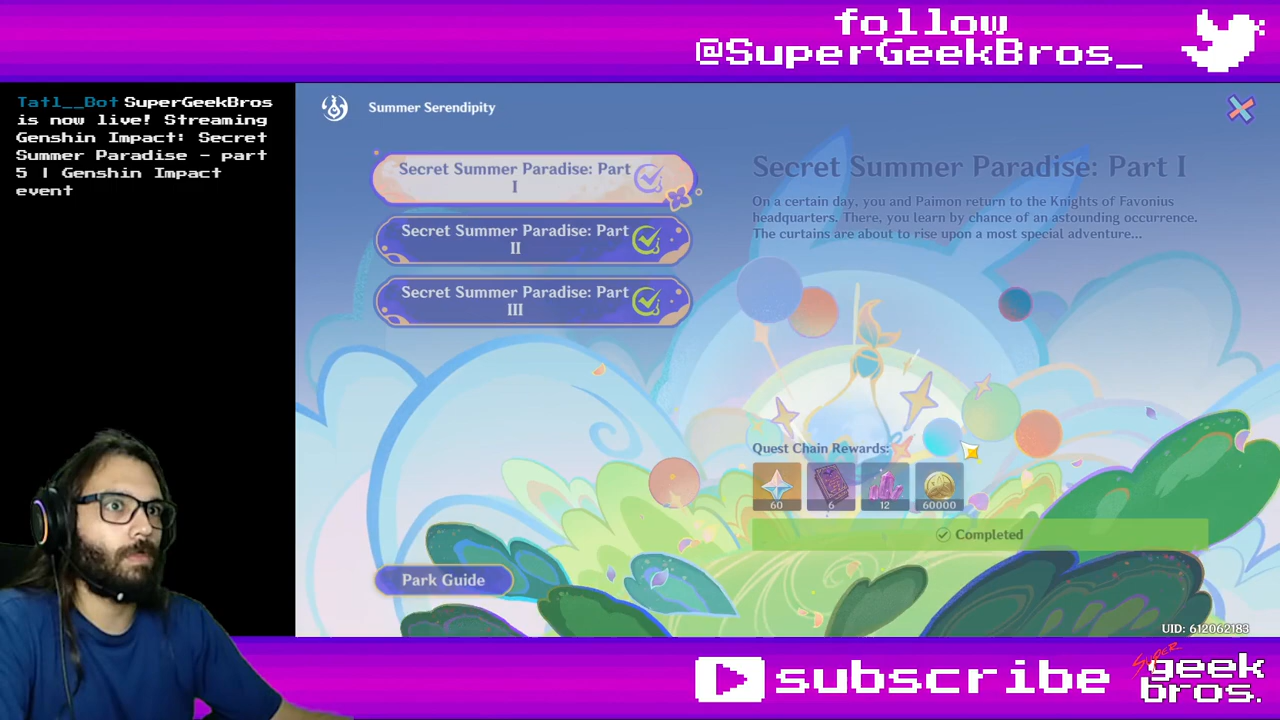 follow
@SuperGeekBros_
Tatl__Bot SuperGeekBros
is now live! Streaming
Genshin Impact: Secret
Summer Paradise - part
5 | Genshin Impact
event
Summer Serendipity
Secret Summer Paradise: Part
I
Secret Summer Paradise: Part
II
Secret Summer Paradise: Part
III
Park Guide
Secret Summer Paradise: Part I
On a certain day, you and Paimon return to the Knights of Favonius
headquarters. There, you learn by chance of an astounding occurrence.
The curtains are about to rise upon a most special adventure...
Quest Chain Rewards:
60 6 12 60000
Completed
UID: 612062183
subscribe
super
geek
bros.